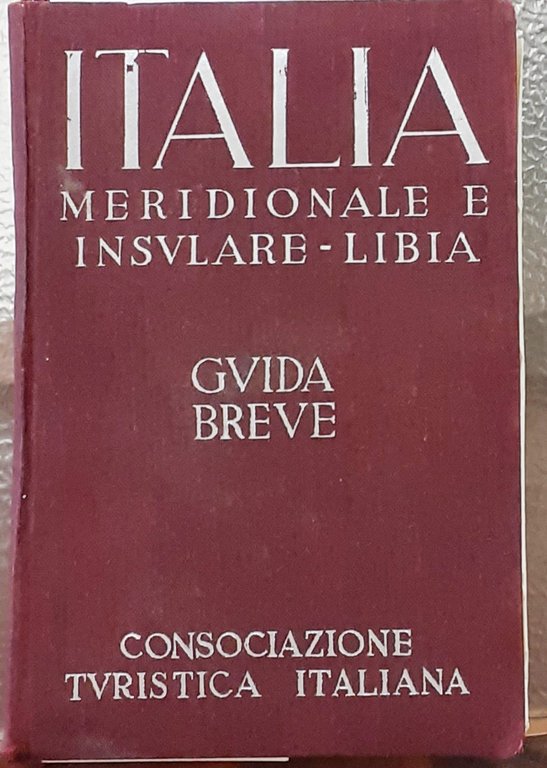 ITALIA
MERIDIONALE E
INSVLARE - LIBIA
GVIDA
BREVE
CONSOCIAZIONE
TVRISTICA ITALIANA